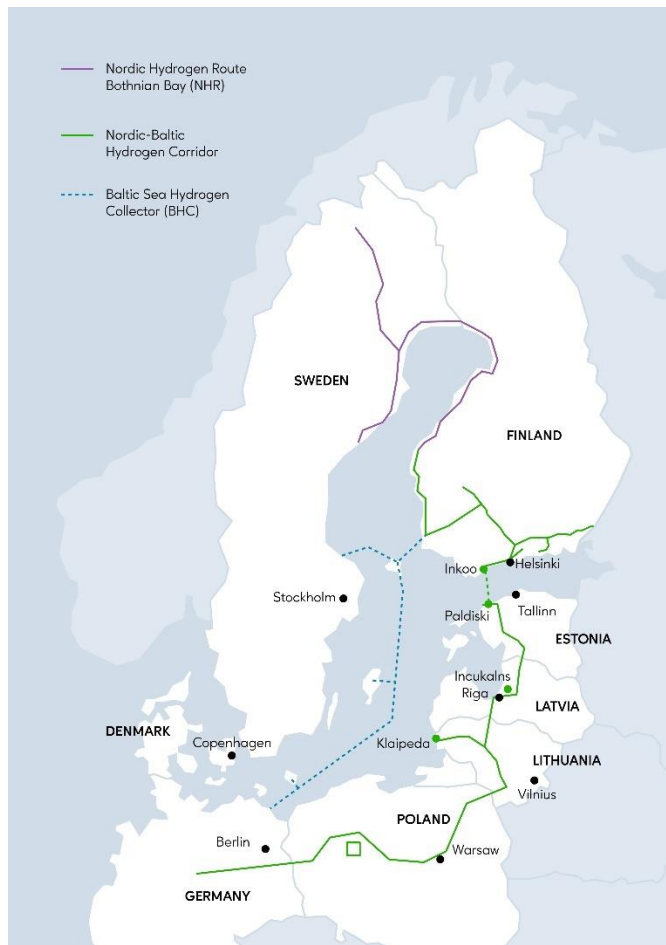 Nordic Hydrogen Route
Bothnian Bay (NHR)
Nordic-Baltic
Hydrogen Corridor
Baltic Sea Hydrogen
Collector (BHC)
SWEDEN
FINLAND
Inkoo
Helsinki
Stockholm
Paldiski
Tallinn
ESTONIA
Incukalns
Riga
LATVIA
DENMARK
Copenhagen
Klaipeda
LITHUANIA
Vilnius
POLAND
Berlin
Warsaw
GERMANY